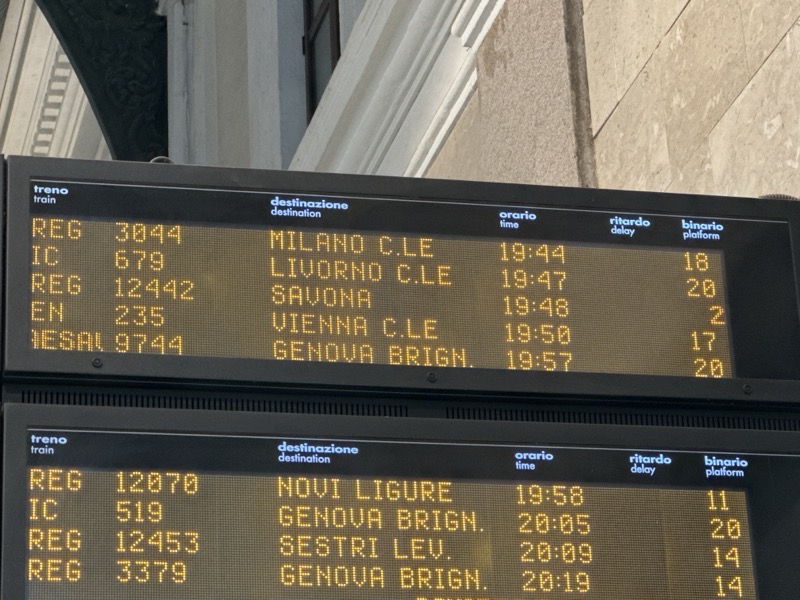 treno destinazione orario ritardo binario
train destination time delay platform
REG 3044 MILANO C.LE 19:44 18
IC 679 LIVORNO C.LE 19:47 20
REG 12442 SAVONA 19:48 2
EN 235 VIENNA C.LE 19:50 17
9744 GENOVA BRIGN. 19:57 20
treno destinazione orario ritardo binario
train destination time delay platform
REG 12070 NOVI LIGURE 19:58 11
IC 519 GENOVA BRIGN. 20:05 20
REG 12453 SESTRI LEV. 20:09 14
REG 3379 GENOVA BRIGN. 20:19 14